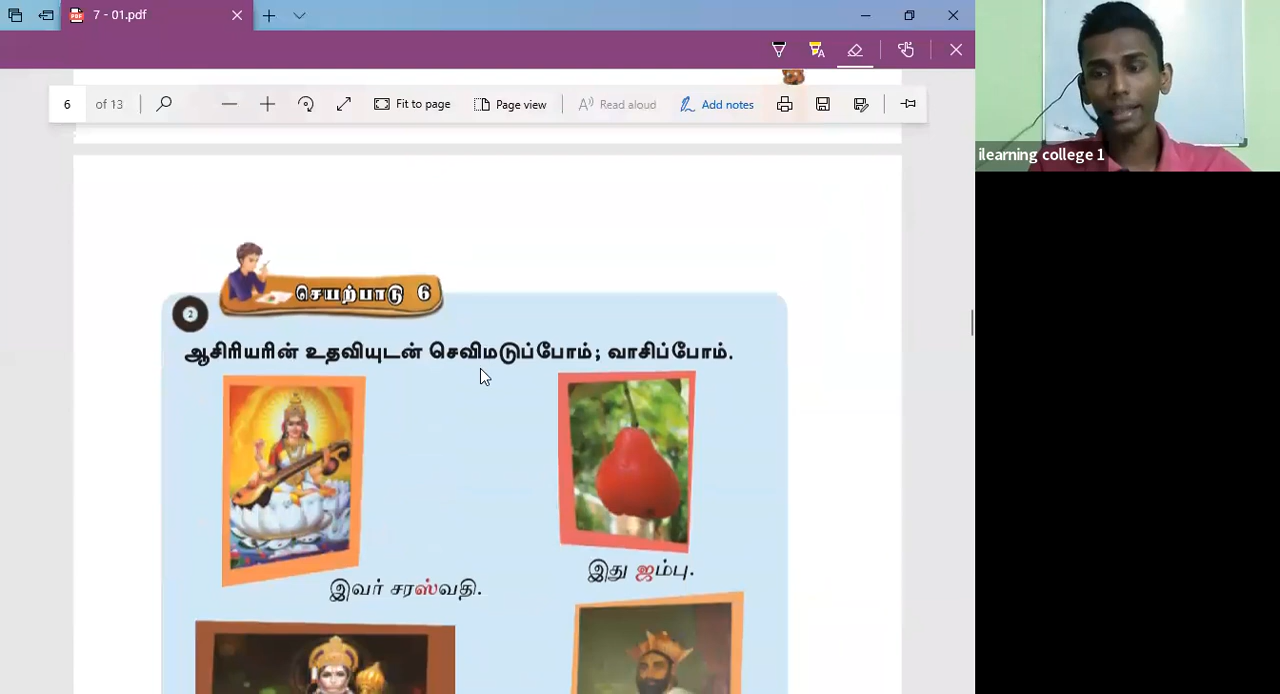 7 - 01.pdf
6 of 13
Fit to page
Page view
Read aloud
Add notes
ilearning college 1
செயற்பாடு 6
2
ஆசிரியரின் உதவியுடன் செவிமடுப்போம்; வாசிப்போம்.
இது ஜம்பு.
இவர் சரஸ்வதி.